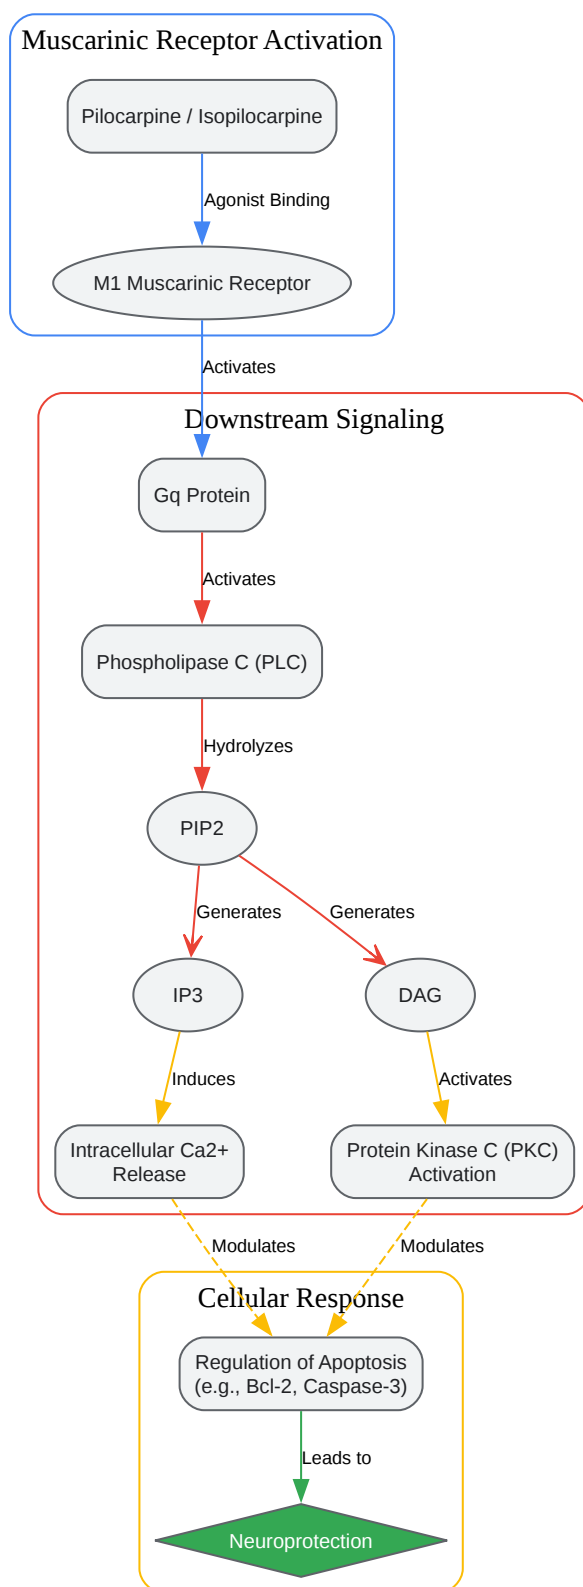 Muscarinic Receptor Activation
Pilocarpine / Isopilocarpine
Agonist Binding
M1 Muscarinic Receptor
Activates
Downstream Signaling
Gq Protein
Activates
Phospholipase C (PLC)
Hydrolyzes
PIP2
Generates
Generates
IP3
DAG
Induces
Activates
Intracellular Ca2+
Release
Protein Kinase C (PKC)
Activation
Modulates
Modulates
Cellular Response
Regulation of Apoptosis
(e.g., Bcl-2, Caspase-3)
Leads to
Neuroprotection